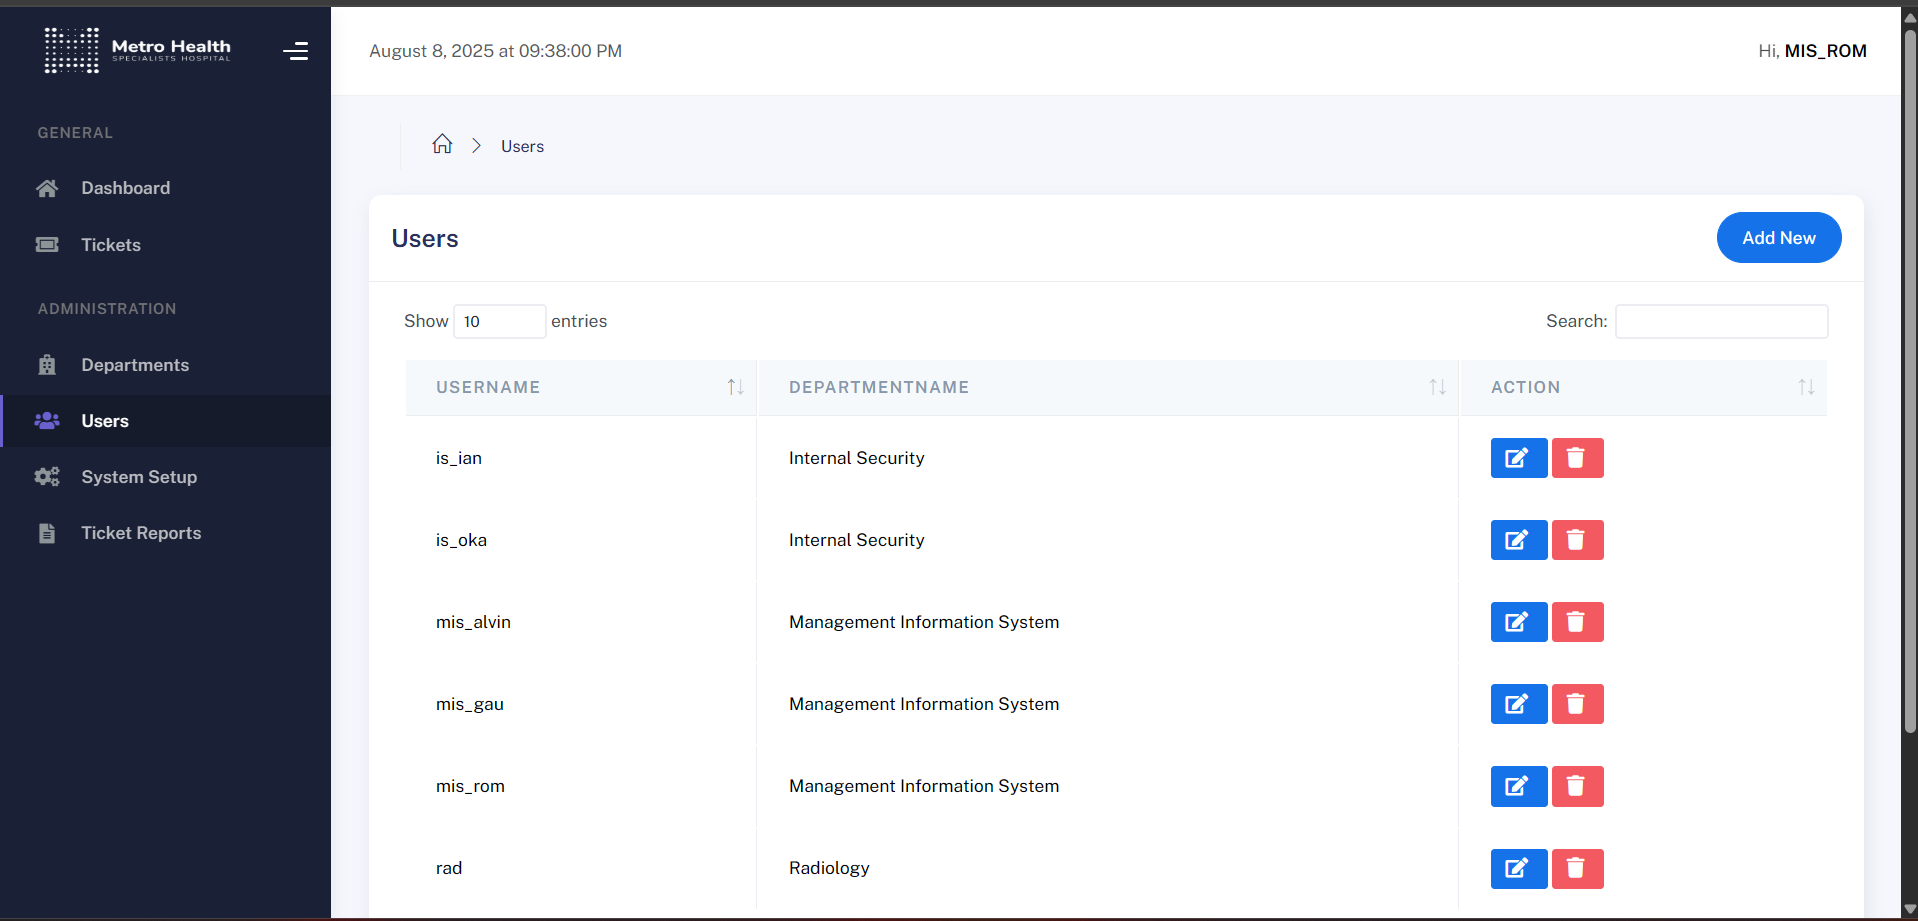 Metro Health
SPECIALISTS HOSPITAL
August 8, 2025 at 09:38:00 PM
Hi, MIS_ROM
GENERAL
Dashboard
Tickets
ADMINISTRATION
Departments
Users
System Setup
Ticket Reports
Users
Users
Add New
Show 10 entries
Search:
USERNAME DEPARTMENTNAME ACTION
is_ian Internal Security
is_oka Internal Security
mis_alvin Management Information System
mis_gau Management Information System
mis_rom Management Information System
rad Radiology